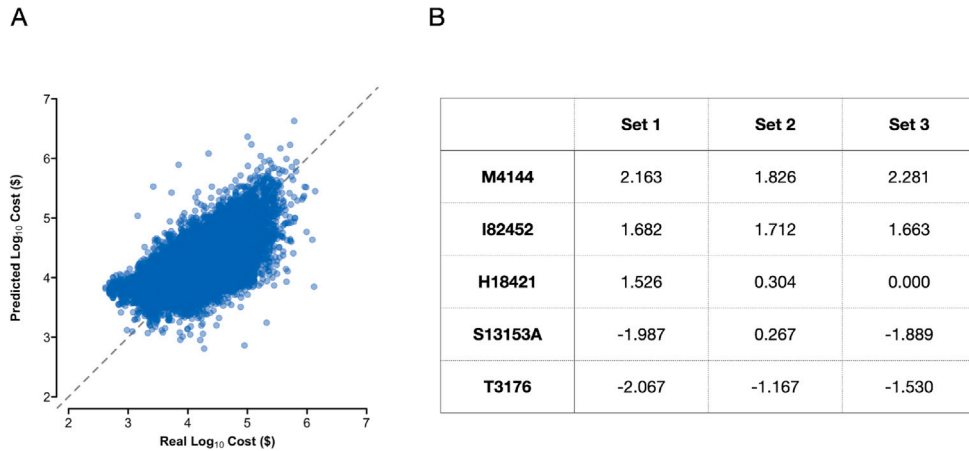 A
B
7
6
5
4
3
2
Predicted Log₁₀ Cost ($)
2 3 4 5 6 7
Real Log₁₀ Cost ($)
Set 1 Set 2 Set 3
M4144 2.163 1.826 2.281
I82452 1.682 1.712 1.663
H18421 1.526 0.304 0.000
S13153A -1.987 0.267 -1.889
T3176 -2.067 -1.167 -1.530